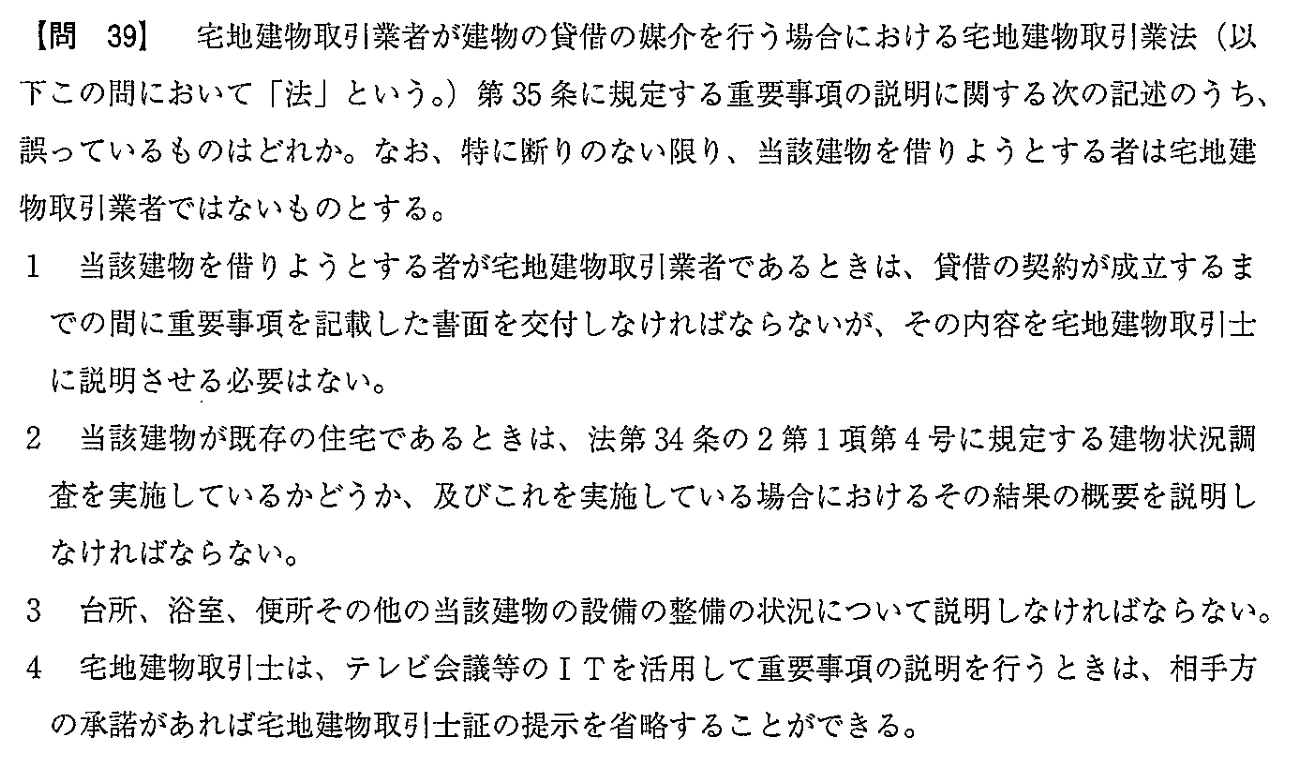 【問 39】 宅地建物取引業者が建物の貸借の媒介を行う場合における宅地建物取引業法（以
下この問において「法」という。）第35条に規定する重要事項の説明に関する次の記述のうち、
誤っているものはどれか。なお、特に断りのない限り、当該建物を借りようとする者は宅地建
物取引業者ではないものとする。
1 当該建物を借りようとする者が宅地建物取引業者であるときは、貸借の契約が成立するま
での間に重要事項を記載した書面を交付しなければならないが、その内容を宅地建物取引士
に説明させる必要はない。
2 当該建物が既存の住宅であるときは、法第34条の2第1項第4号に規定する建物状況調
査を実施しているかどうか、及びこれを実施している場合におけるその結果の概要を説明し
なければならない。
3 台所、浴室、便所その他の当該建物の設備の整備の状況について説明しなければならない。
4 宅地建物取引士は、テレビ会議等のＩＴを活用して重要事項の説明を行うときは、相手方
の承諾があれば宅地建物取引士証の提示を省略することができる。